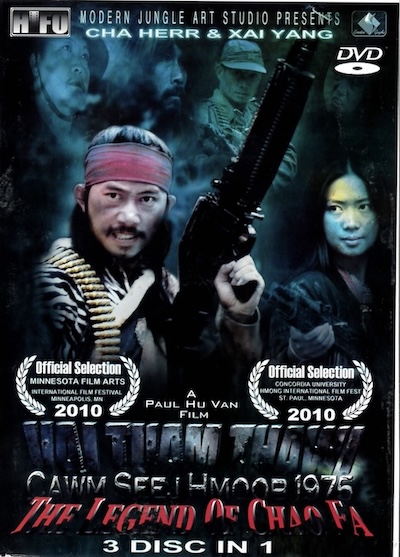 HIFU
MODERN JUNGLE ART STUDIO PRESENTS
CHA HERR & XAI YANG
DVD
Official Selection
MINNESOTA FILM ARTS
INTERNATIONAL FILM FESTIVAL
MINNEAPOLIS, MN
2010
A
PAUL HU VAN
FILM
Official Selection
CONCORDIA UNIVERSITY
HMONG INTERNATIONAL FILM FEST
ST. PAUL, MINNESOTA
2010
THAM
CAWM SEEJ HMOOB 1975
THE LEGEND OF CHAO FA
3 DISC IN 1